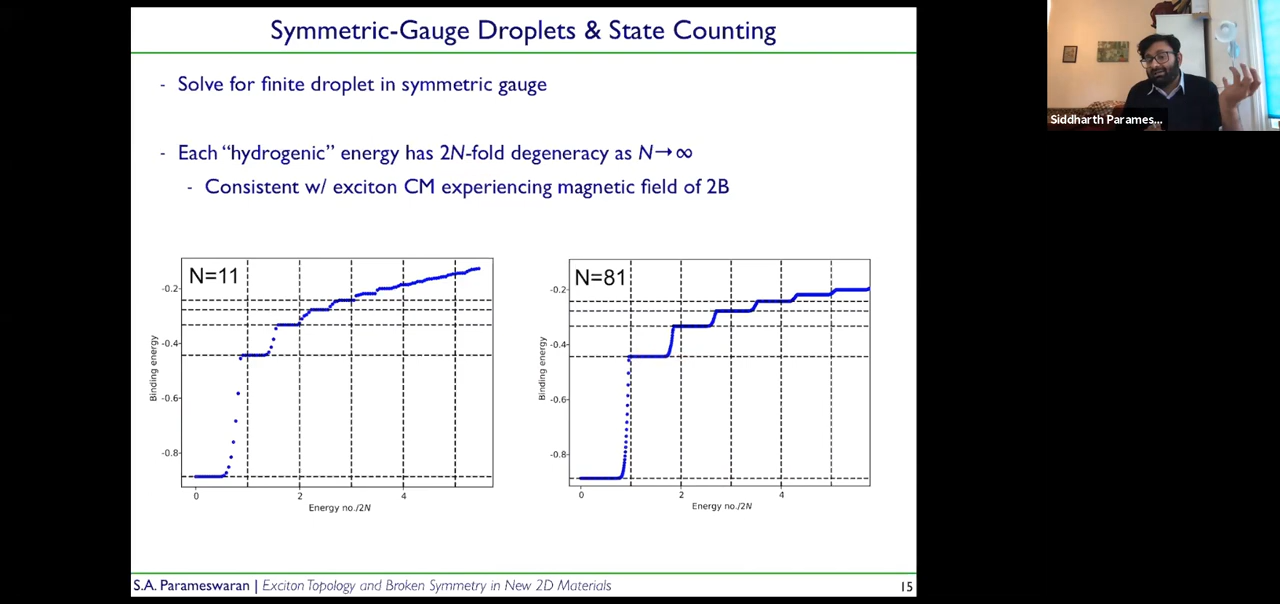 Symmetric-Gauge Droplets & State Counting
- Solve for finite droplet in symmetric gauge
- Each “hydrogenic” energy has 2N-fold degeneracy as N→∞
- Consistent w/ exciton CM experiencing magnetic field of 2B
N=11
-0.2
-0.4
-0.6
-0.8
Binding energy
0 2 4
Energy no./2N
N=81
-0.2
-0.4
-0.6
-0.8
Binding energy
0 2 4
Energy no./2N
S.A. Parameswaran | Exciton Topology and Broken Symmetry in New 2D Materials
15
Siddharth Parames...